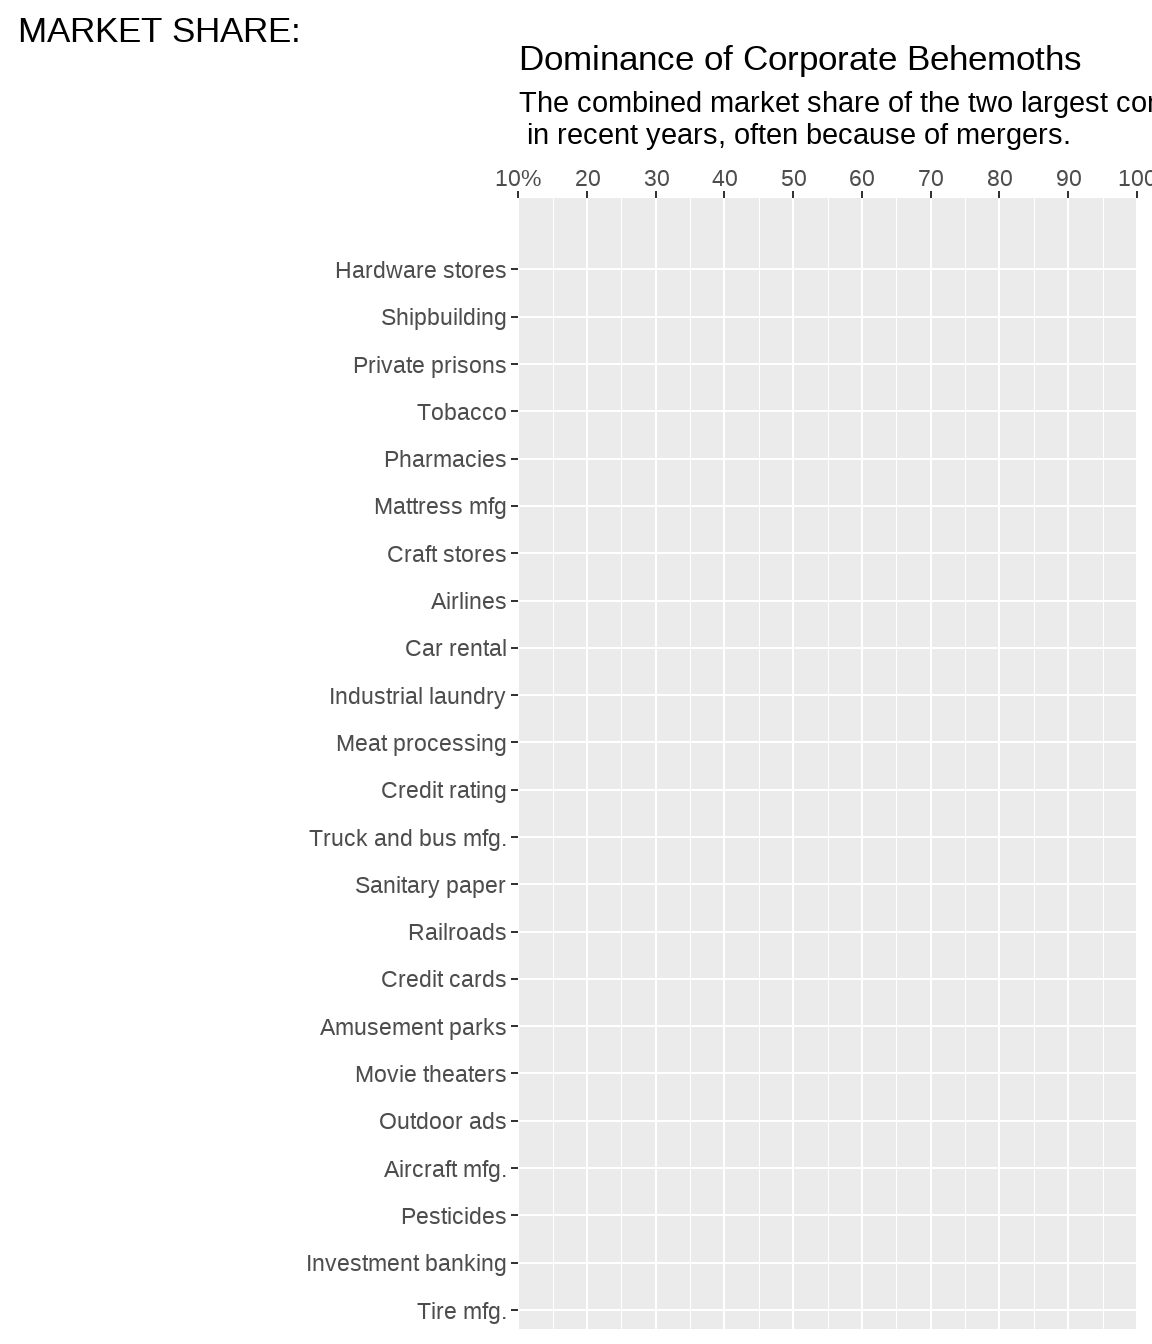 MARKET SHARE:
Dominance of Corporate Behemoths
The combined market share of the two largest
in recent years, often because of mergers.
10% 20 30 40 50 60 70 80 90 100
Hardware stores
Shipbuilding
Private prisons
Tobacco
Pharmacies
Mattress mfg
Craft stores
Airlines
Car rental
Industrial laundry
Meat processing
Credit rating
Truck and bus mfg.
Sanitary paper
Railroads
Credit cards
Amusement parks
Movie theaters
Outdoor ads
Aircraft mfg.
Pesticides
Investment banking
Tire mfg.